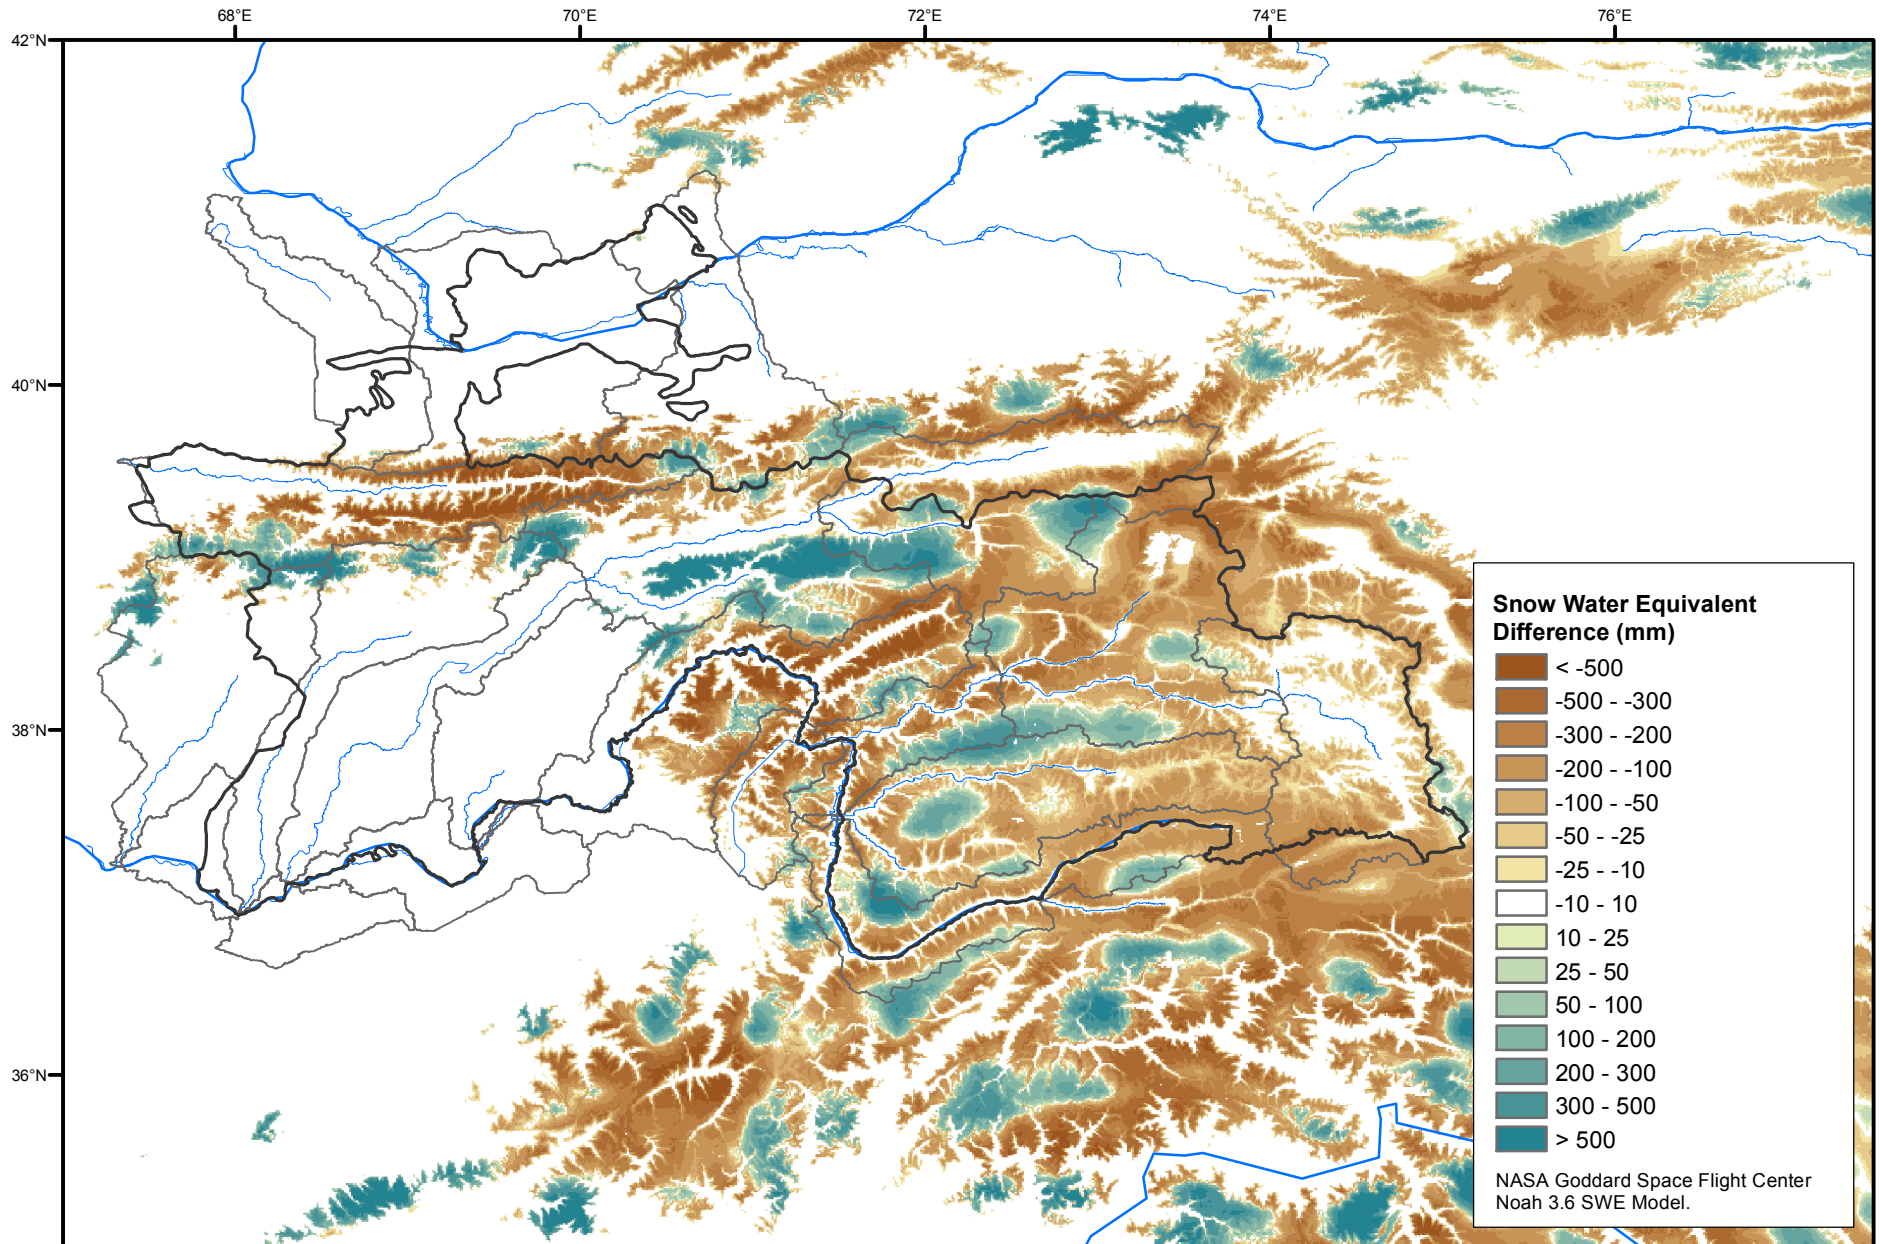 68°E
70°E
72°E
74°E
76°E
42°N
40°N
38°N
36°N
Snow Water Equivalent
Difference (mm)
< -500
-500 - -300
-300 - -200
-200 - -100
-100 - -50
-50 - -25
-25 - -10
-10 - 10
10 - 25
25 - 50
50 - 100
100 - 200
200 - 300
300 - 500
> 500
NASA Goddard Space Flight Center
Noah 3.6 SWE Model.